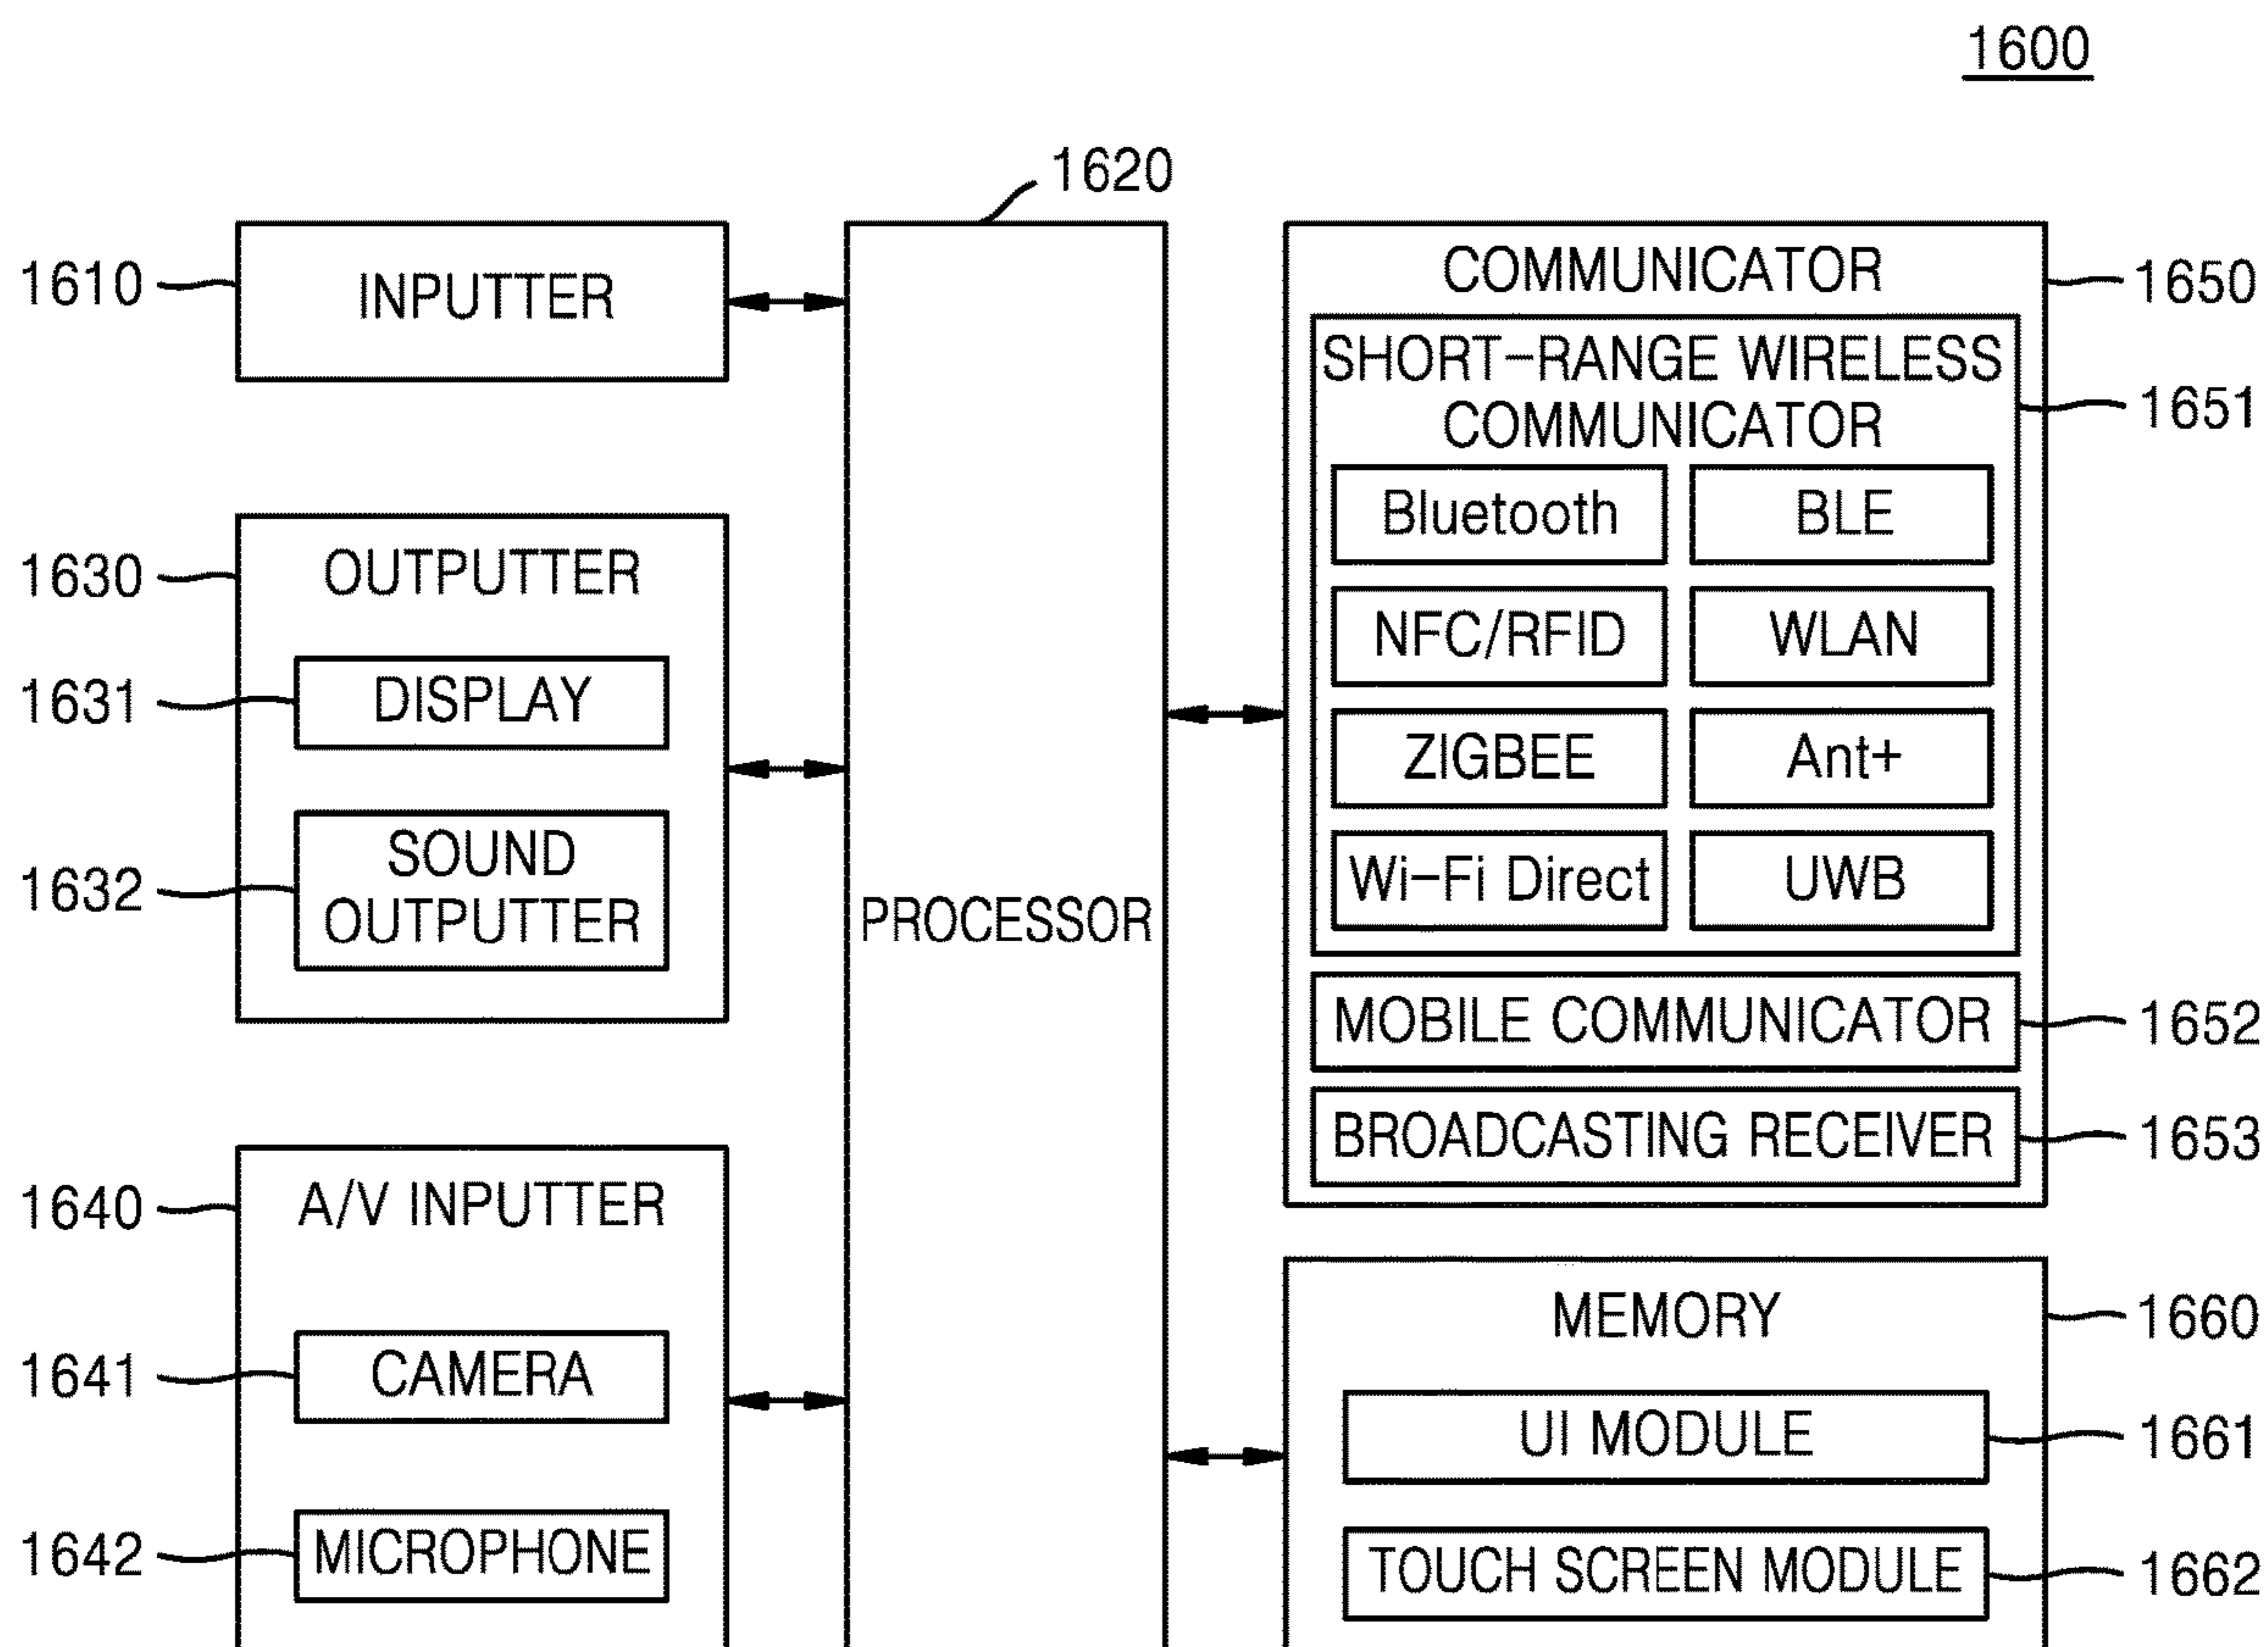 1600
1620
1610
INPUTTER
1630
OUTPUTTER
1631
DISPLAY
1632
SOUND
OUTPUTTER
1640
A/V INPUTTER
1641
CAMERA
1642
MICROPHONE
PROCESSOR
COMMUNICATOR
1650
SHORT-RANGE WIRELESS
COMMUNICATOR
1651
Bluetooth
BLE
NFC/RFID
WLAN
ZIGBEE
Ant+
Wi-Fi Direct
UWB
MOBILE COMMUNICATOR
1652
BROADCASTING RECEIVER
1653
MEMORY
1660
UI MODULE
1661
TOUCH SCREEN MODULE
1662